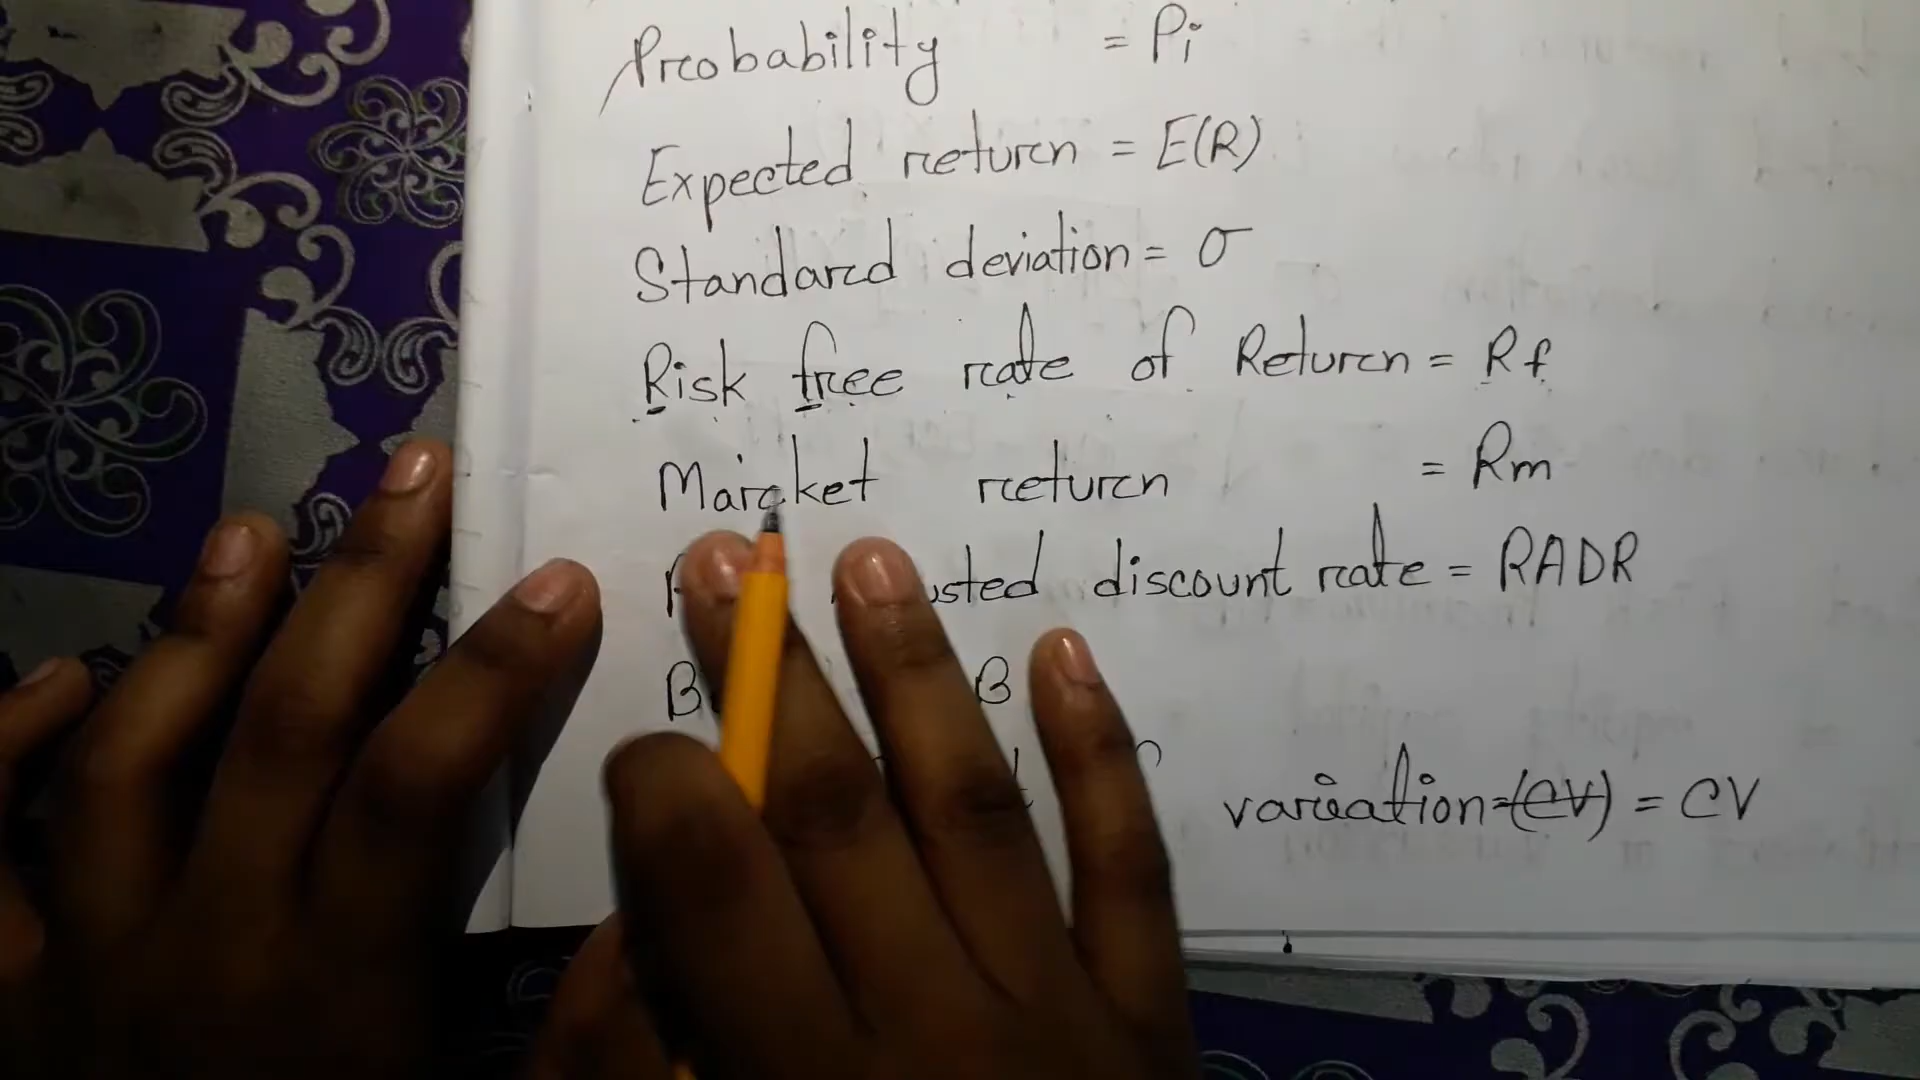 Probability = Pi
Expected return = E(R)
Standard deviation = σ
Risk free rate of Return = Rf
Market return = Rm
discount rate = RADR
B
variation=(CV) = CV